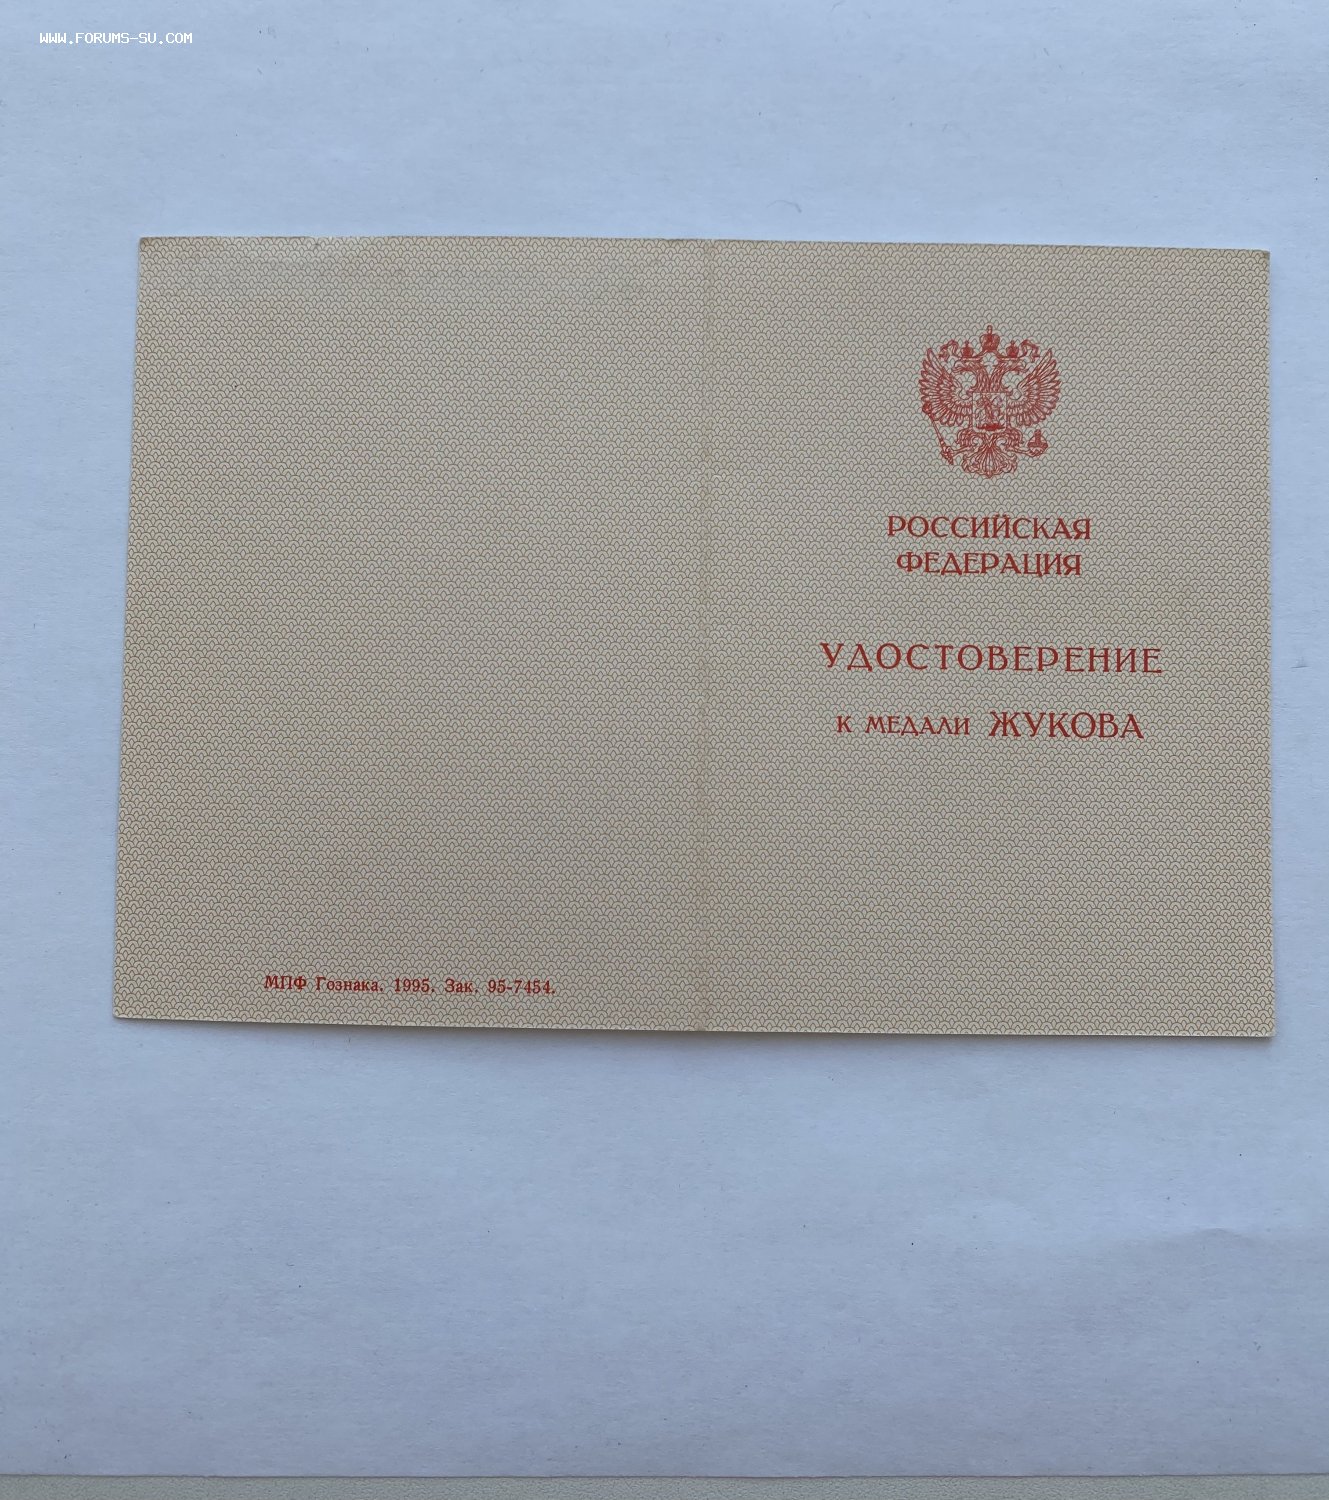 WWW.FORUMS-SU.COM
РОССИЙСКАЯ
ФЕДЕРАЦИЯ
УДОСТОВЕРЕНИЕ
К МЕДАЛИ ЖУКОВА
МПФ Гознака. 1995. Зак. 95-7454.